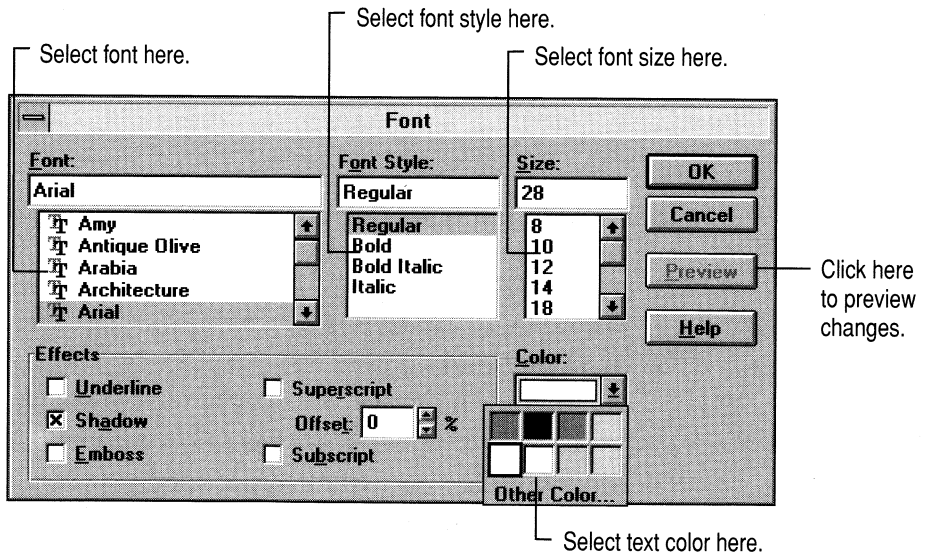 Select font style here.
Select font here.
Select font size here.
Font
Font:
Font Style:
Size:
Arial
Regular
28
OK
Amy
Antique Olive
Arabia
Architecture
Arial
Regular
Bold
Bold Italic
Italic
8
10
12
14
18
Cancel
Preview
Help
Click here
to preview
changes.
Effects
Underline
Shadow
Emboss
Superscript
Offset: 0 %
Subscript
Color:
Other Color...
Select text color here.